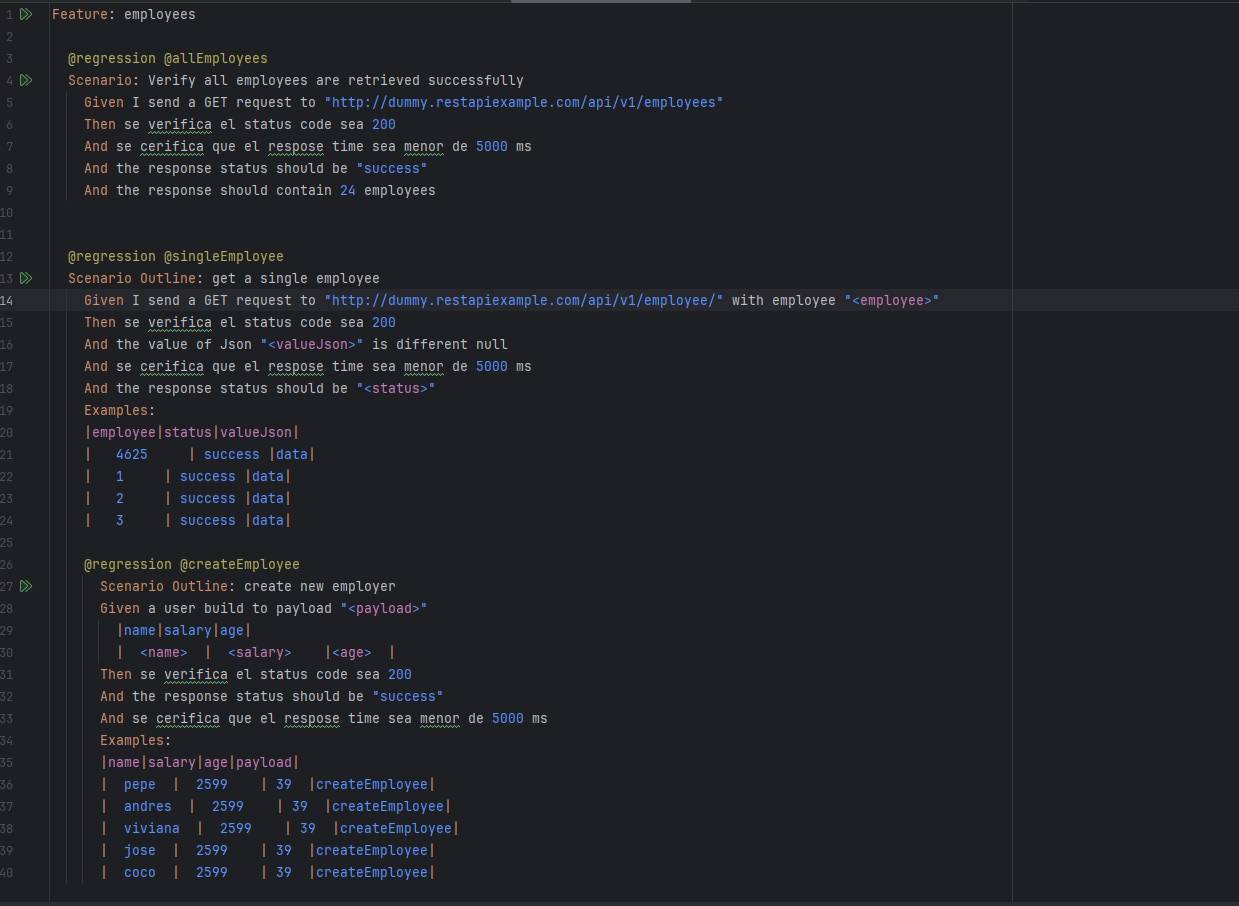 1 Feature: employees
2
3 @regression @allEmployees
4 Scenario: Verify all employees are retrieved successfully
5 Given I send a GET request to "http://dummy.restapiexample.com/api/v1/employees"
6 Then se verifica el status code sea 200
7 And se cerifica que el respose time sea menor de 5000 ms
8 And the response status should be "success"
9 And the response should contain 24 employees
10
11
12 @regression @singleEmployee
13 Scenario Outline: get a single employee
14 Given I send a GET request to "http://dummy.restapiexample.com/api/v1/employee/" with employee "<employee>"
15 Then se verifica el status code sea 200
16 And the value of Json "<valueJson>" is different null
17 And se cerifica que el respose time sea menor de 5000 ms
18 And the response status should be "<status>"
19 Examples:
20 |employee|status|valueJson|
21 | 4625 | success |data|
22 | 1 | success |data|
23 | 2 | success |data|
24 | 3 | success |data|
25
26 @regression @createEmployee
27 Scenario Outline: create new employer
28 Given a user build to payload "<payload>"
29 |name|salary|age|
30 | <name> | <salary> |<age> |
31 Then se verifica el status code sea 200
32 And the response status should be "success"
33 And se cerifica que el respose time sea menor de 5000 ms
34 Examples:
35 |name|salary|age|payload|
36 | pepe | 2599 | 39 |createEmployee|
37 | andres | 2599 | 39 |createEmployee|
38 | viviana | 2599 | 39 |createEmployee|
39 | jose | 2599 | 39 |createEmployee|
40 | coco | 2599 | 39 |createEmployee|